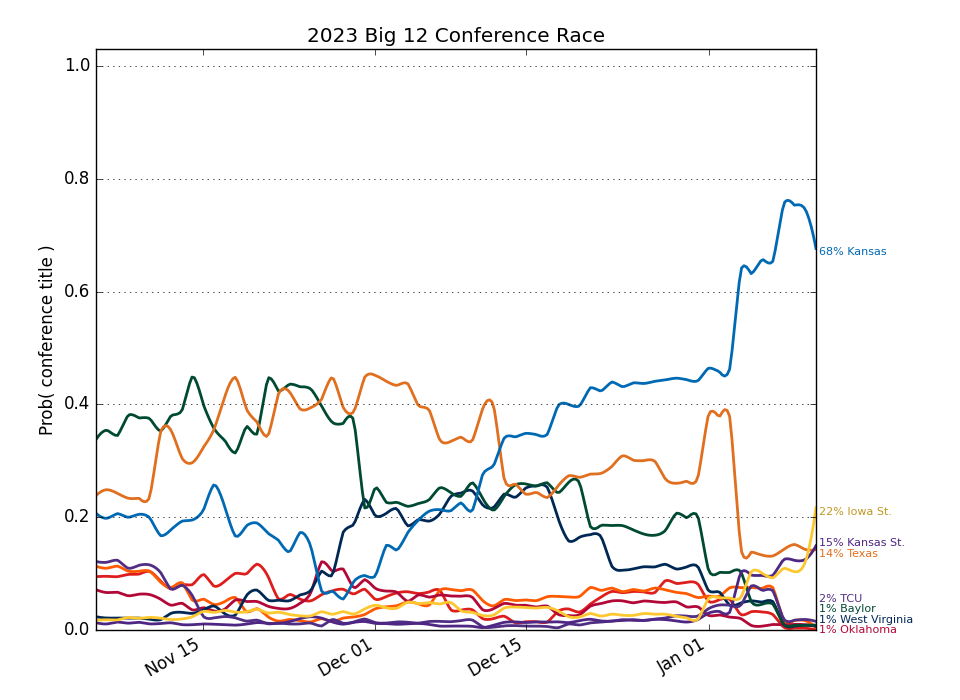 2023 Big 12 Conference Race
Prob( conference title )
1.0
0.8
0.6
0.4
0.2
0.0
Nov 15
Dec 01
Dec 15
Jan 01
68% Kansas
22% Iowa St.
15% Kansas St.
14% Texas
2% TCU
1% Baylor
1% West Virginia
1% Oklahoma